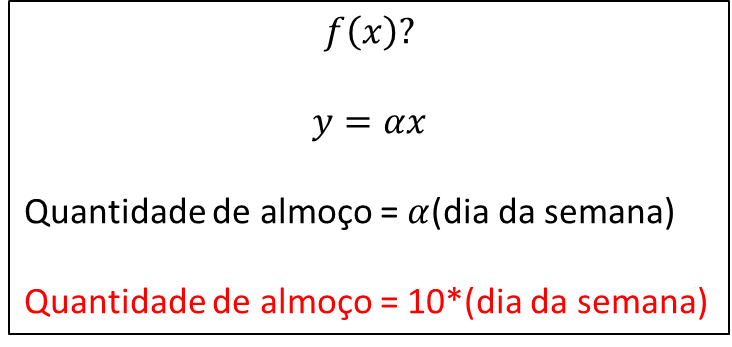 f(x)?
y = αx
Quantidade de almoço = α(dia da semana)
Quantidade de almoço = 10*(dia da semana)